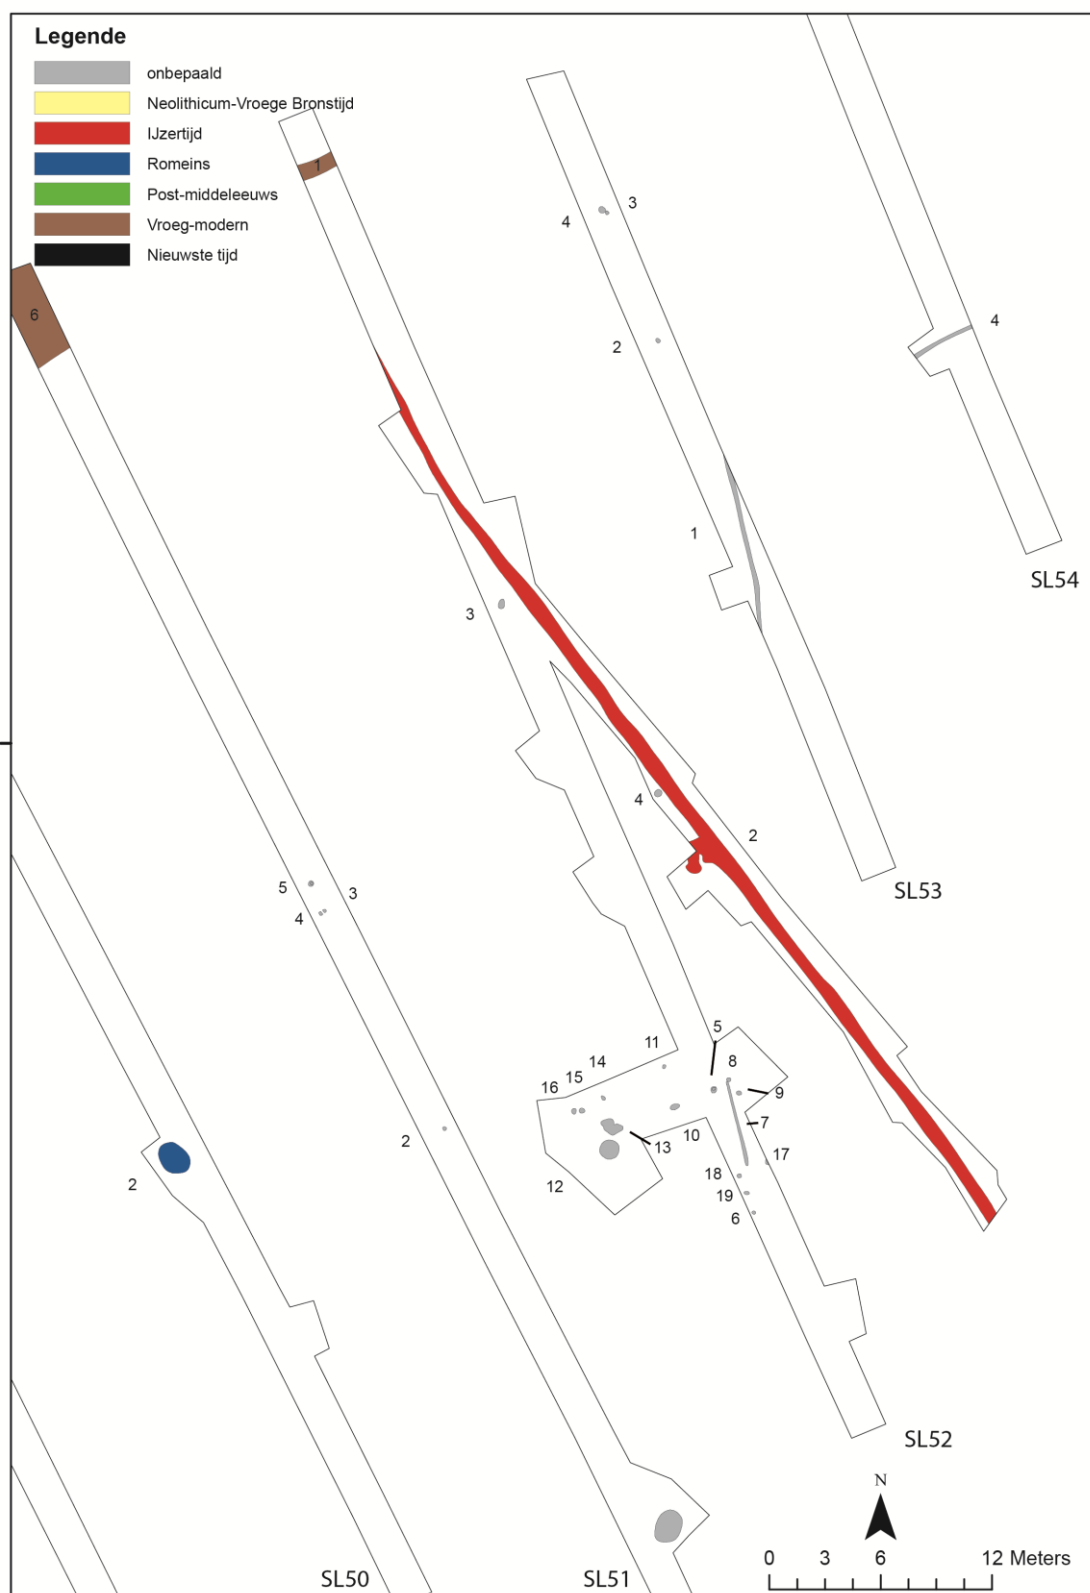 Legende
onbepaald
Neolithicum-Vroege Bronstijd
IJzertijd
Romeins
Post-middeleeuws
Vroeg-modern
Nieuwste tijd
1
6
3
4
2
4
1
SL54
3
4
2
SL53
5
3
4
5
11
8
14
15
16
9
7
10
13
2
17
18
12
2
19
6
SL52
N
0 3 6 12 Meters
SL50 SL51